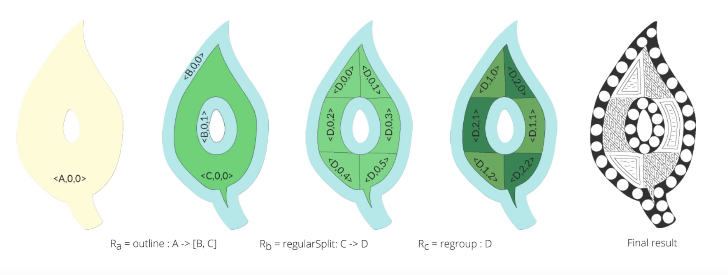 <A,0,0>
<B,0,0>
<B,0,1>
<C,0,0>
<D,0,0>
<D,0,1>
<D,0,2>
<D,0,3>
<D,0,4>
<D,0,5>
<D,1,0>
<D,2,0>
<D,2,1>
<D,1,1>
<D,1,2>
<D,2,2>
Ra = outline : A -> [B, C]
Rb = regularSplit: C -> D
Rc = regroup : D
Final result